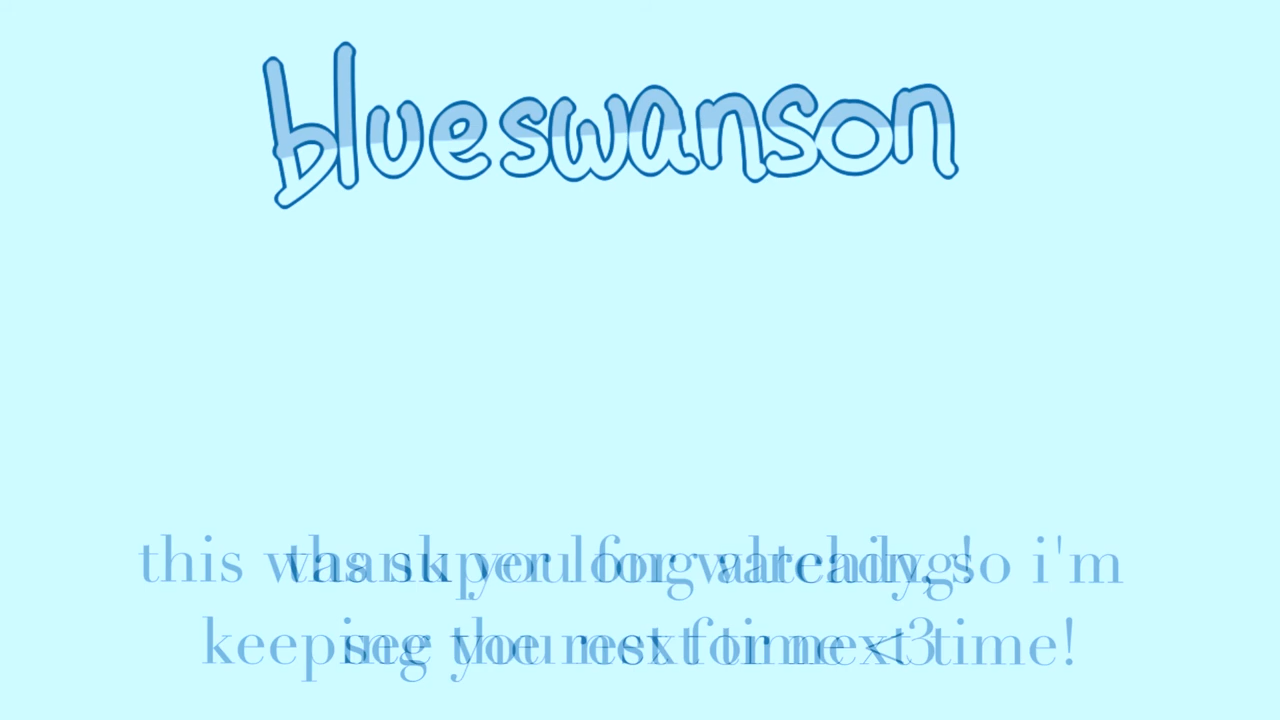 blueswanson
this was super long already, so i'm
keeping the rest for next time!
thank you for watching!
see you next time <3